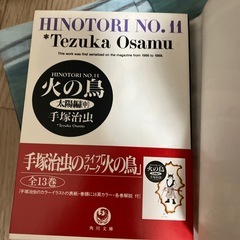 HINOTORI NO.11
*Tezuka Osamu
This work was first serialized on the magazine from 1986 to 1988.
HINOTORI NO.11
火の鳥
太陽編 中
手塚治虫
*Tezuka Osamu
手塚治虫のライフワーク『火の鳥』
全13巻
角川文庫